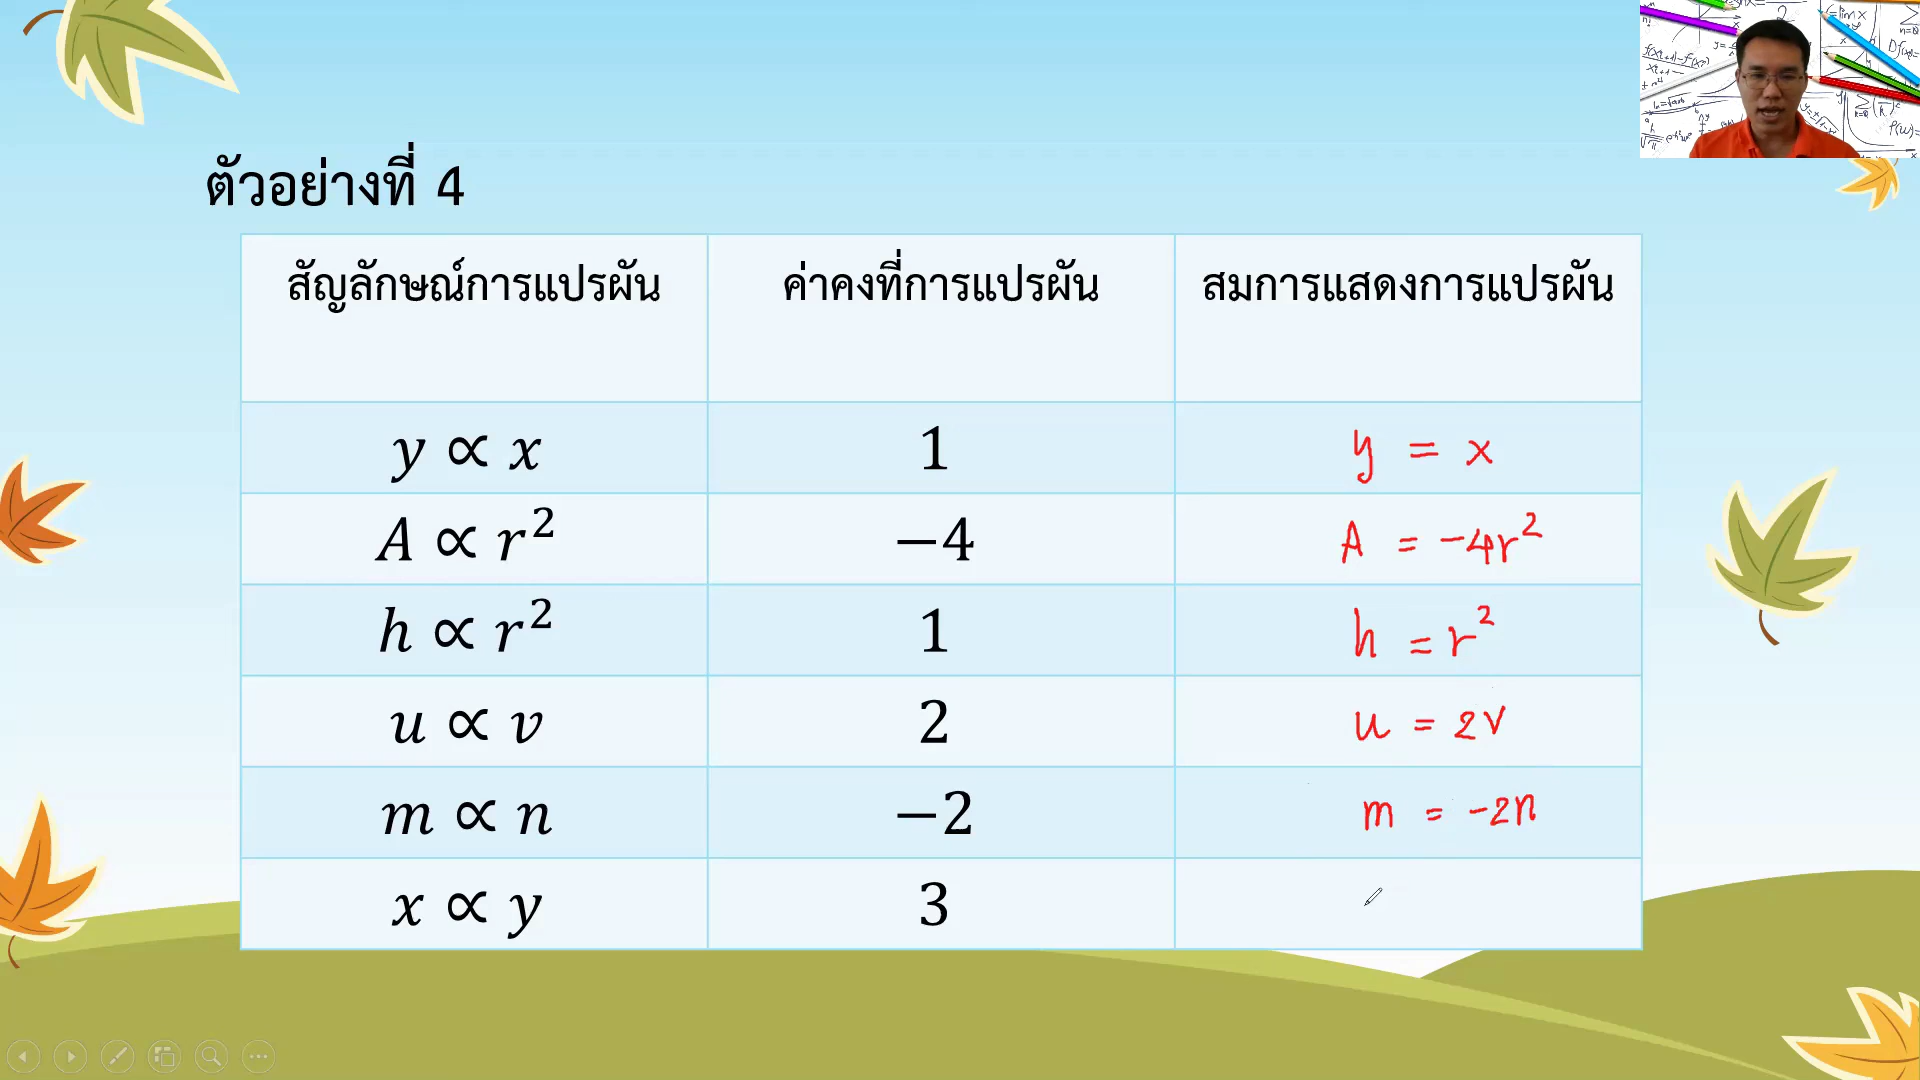 ตัวอย่างที่ 4
สัญลักษณ์การแปรผัน ค่าคงที่การแปรผัน สมการแสดงการแปรผัน
y ∝ x 1 y = x
A ∝ r² −4 A = -4r²
h ∝ r² 1 h = r²
u ∝ v 2 u = 2v
m ∝ n −2 m = -2n
x ∝ y 3